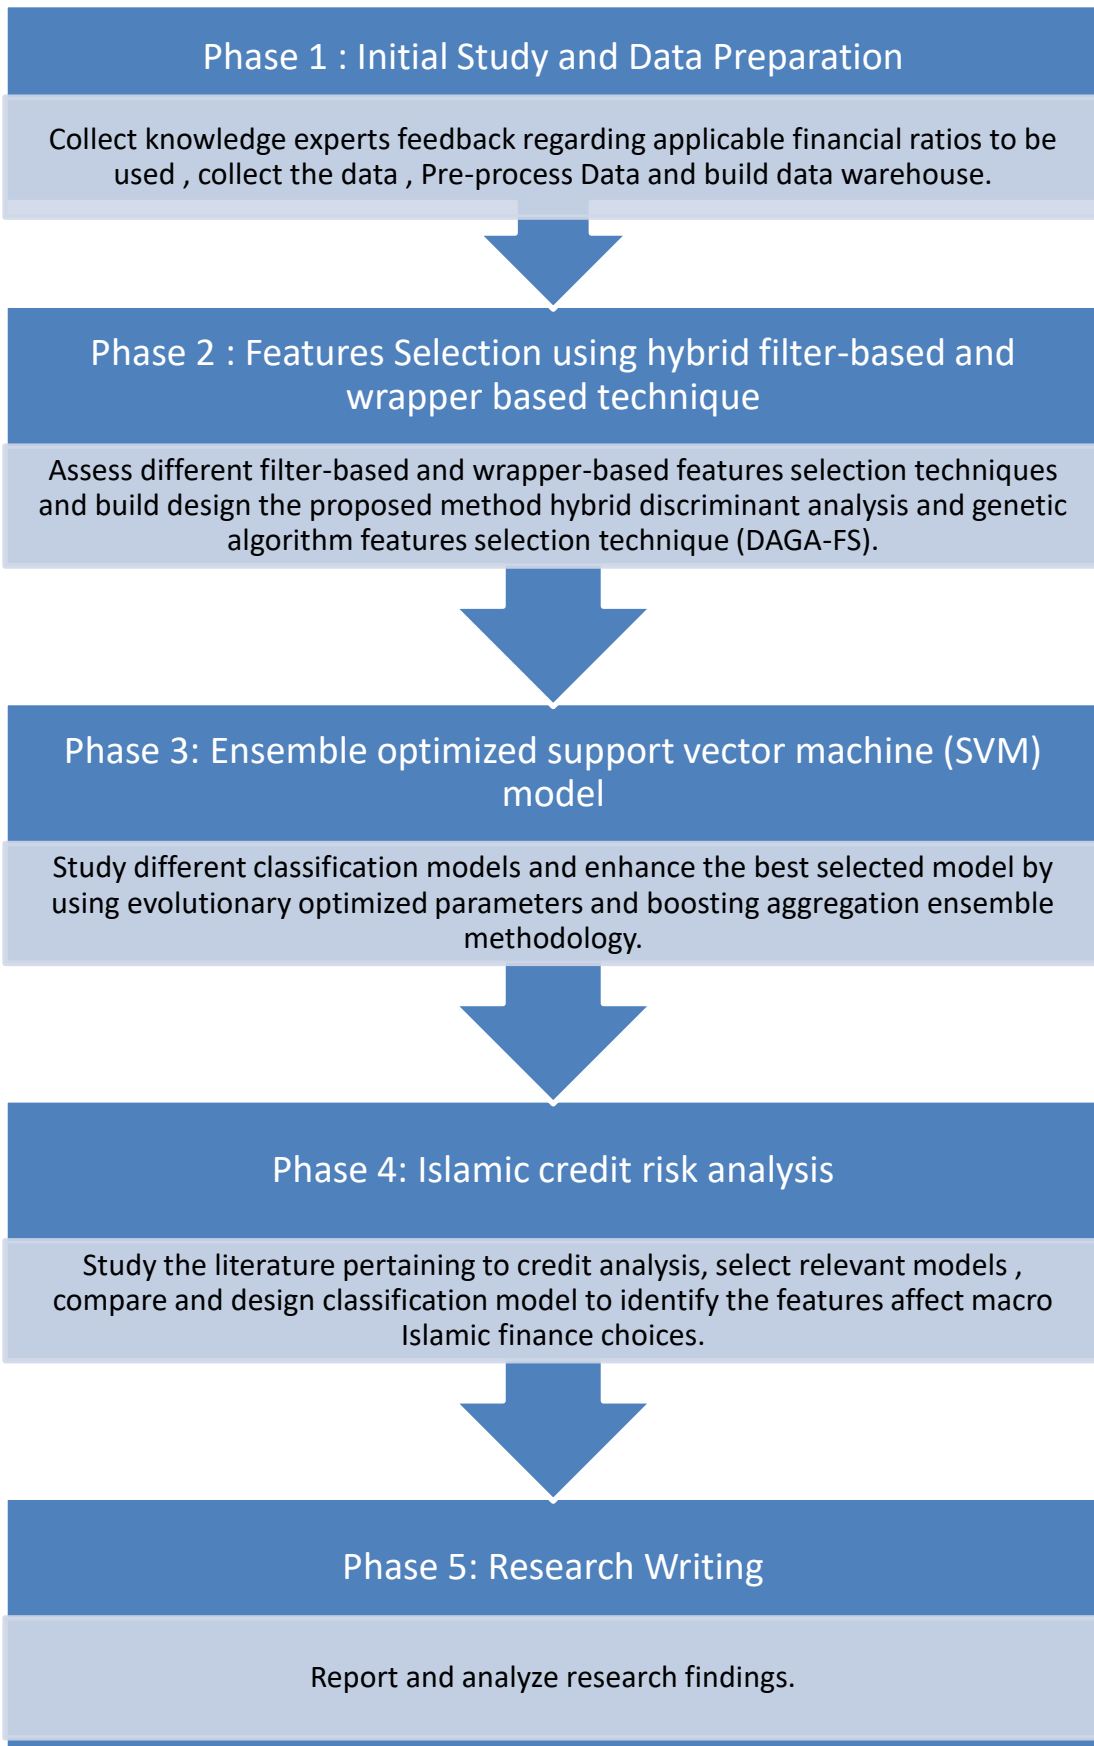 Phase 1 : Initial Study and Data Preparation
Collect knowledge experts feedback regarding applicable financial ratios to be
used , collect the data , Pre-process Data and build data warehouse.
Phase 2 : Features Selection using hybrid filter-based and
wrapper based technique
Assess different filter-based and wrapper-based features selection techniques
and build design the proposed method hybrid discriminant analysis and genetic
algorithm features selection technique (DAGA-FS).
Phase 3: Ensemble optimized support vector machine (SVM)
model
Study different classification models and enhance the best selected model by
using evolutionary optimized parameters and boosting aggregation ensemble
methodology.
Phase 4: Islamic credit risk analysis
Study the literature pertaining to credit analysis, select relevant models ,
compare and design classification model to identify the features affect macro
Islamic finance choices.
Phase 5: Research Writing
Report and analyze research findings.